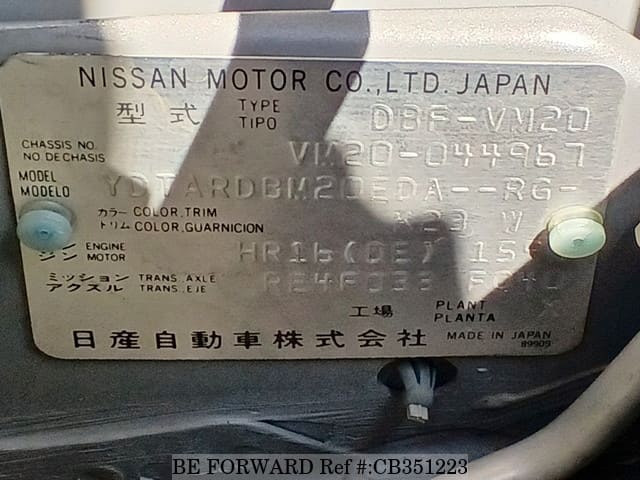 NISSAN MOTOR CO., LTD. JAPAN
型式 TYPE TIPO DBF-VM20
CHASSIS NO. NO DE CHASIS VM20-044967
MODEL MODELO
カラー COLOR, TRIM
トリム COLOR, GUARNICION W
ENGINE MOTOR HR16(DE)
ミッション TRANS. AXLE
アクスル TRANS. EJE
工場 PLANT PLANTA
日産自動車株式会社 MADE IN JAPAN
89909
BE FORWARD Ref #:CB351223